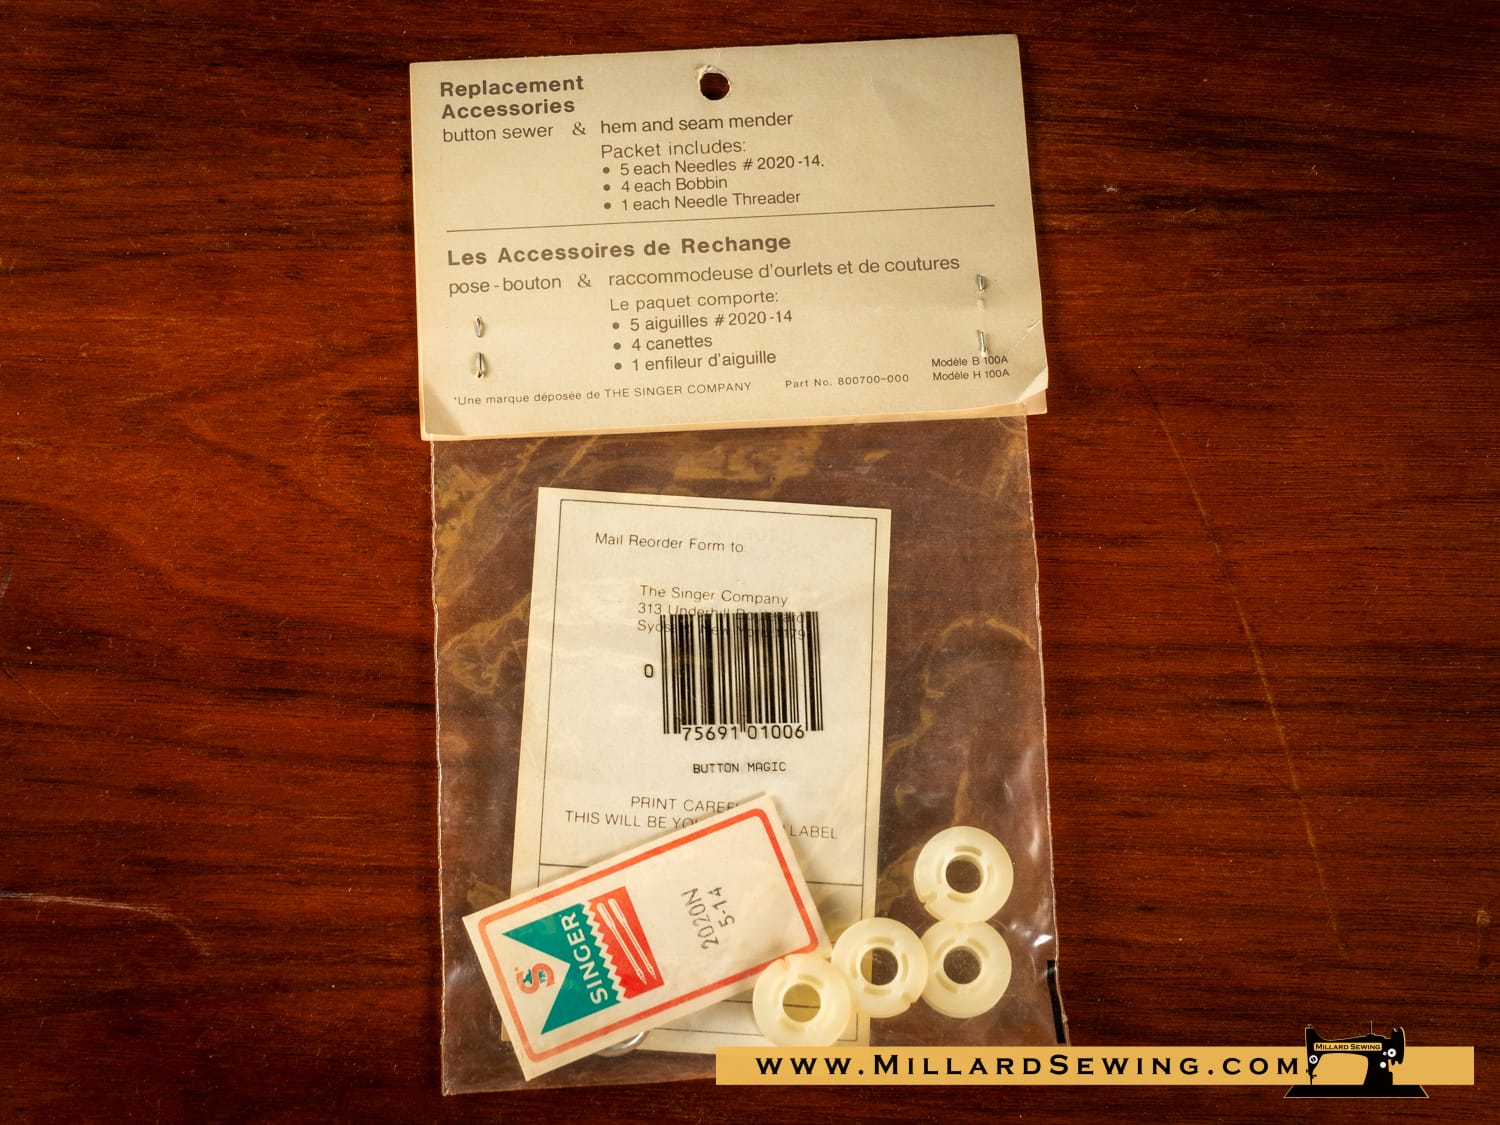 Replacement
Accessories
button sewer & hem and seam mender
Packet includes:
• 5 each Needles # 2020-14.
• 4 each Bobbin
• 1 each Needle Threader
Les Accessoires de Rechange
pose-bouton & raccommodeuse d'ourlets et de coutures
Le paquet comporte:
• 5 aiguilles # 2020-14
• 4 canettes
• 1 enfileur d'aiguille
*Une marque déposée de THE SINGER COMPANY
Part No. 800700-000
Modèle B 100A
Modèle H 100A
Mail Reorder Form to
The Singer Company
313 Underhill
New York
0
75691 01006
BUTTON MAGIC
PRINT
THIS WILL BE LABEL
S
SINGER
2020N
5-14
www.MillardSewing.com
Millard Sewing